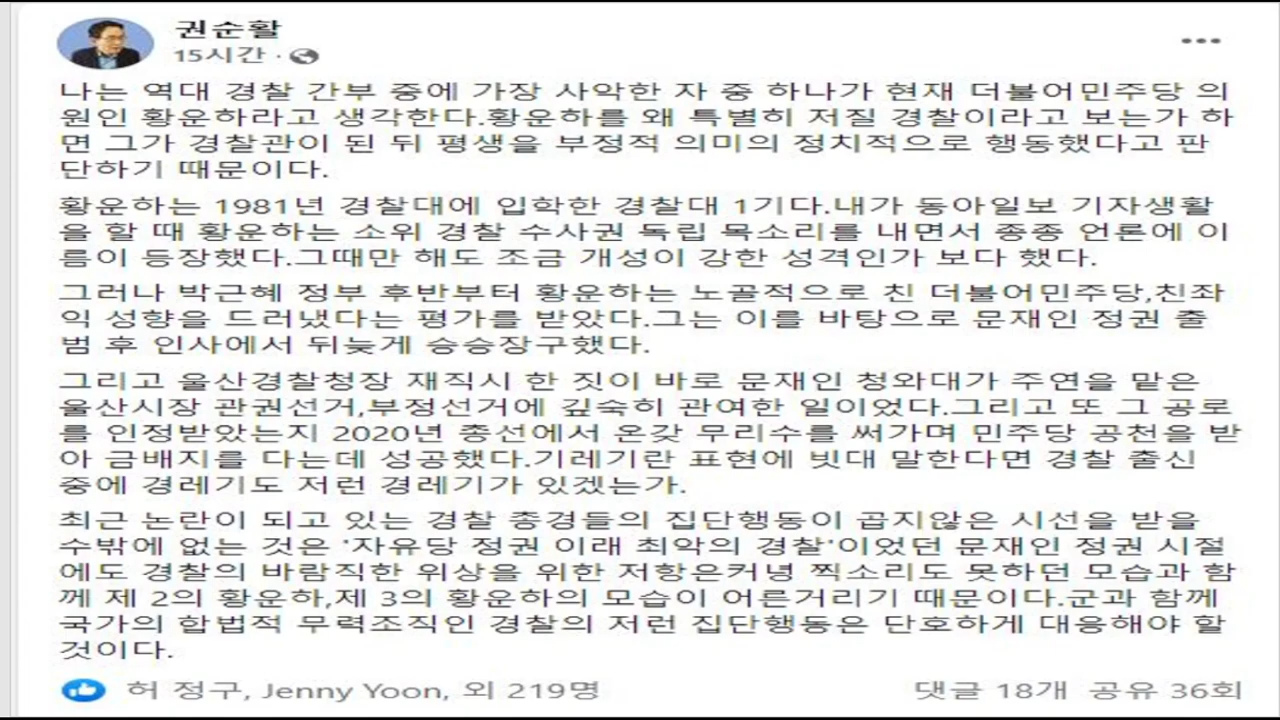 권순활
15시간 ·
나는 역대 경찰 간부 중에 가장 사악한 자 중 하나가 현재 더불어민주당 의
원인 황운하라고 생각한다.황운하를 왜 특별히 저질 경찰이라고 보는가 하
면 그가 경찰관이 된 뒤 평생을 부정적 의미의 정치적으로 행동했다고 판
단하기 때문이다.
황운하는 1981년 경찰대에 입학한 경찰대 1기다.내가 동아일보 기자생활
을 할 때 황운하는 소위 경찰 수사권 독립 목소리를 내면서 종종 언론에 이
름이 등장했다.그때만 해도 조금 개성이 강한 성격인가 보다 했다.
그러나 박근혜 정부 후반부터 황운하는 노골적으로 친 더불어민주당,친좌
익 성향을 드러냈다는 평가를 받았다.그는 이를 바탕으로 문재인 정권 출
범 후 인사에서 뒤늦게 승승장구했다.
그리고 울산경찰청장 재직시 한 짓이 바로 문재인 청와대가 주연을 맡은
울산시장 관권선거,부정선거에 깊숙히 관여한 일이었다.그리고 또 그 공로
를 인정받았는지 2020년 총선에서 온갖 무리수를 써가며 민주당 공천을 받
아 금배지를 다는데 성공했다.기레기란 표현에 빗대 말한다면 경찰 출신
중에 경레기도 저런 경레기가 있겠는가.
최근 논란이 되고 있는 경찰 총경들의 집단행동이 곱지않은 시선을 받을
수밖에 없는 것은 '자유당 정권 이래 최악의 경찰'이었던 문재인 정권 시절
에도 경찰의 바람직한 위상을 위한 저항은커녕 찍소리도 못하던 모습과 함
께 제 2의 황운하,제 3의 황운하의 모습이 어른거리기 때문이다.군과 함께
국가의 합법적 무력조직인 경찰의 저런 집단행동은 단호하게 대응해야 할
것이다.
허 정구, Jenny Yoon, 외 219명
댓글 18개 공유 36회